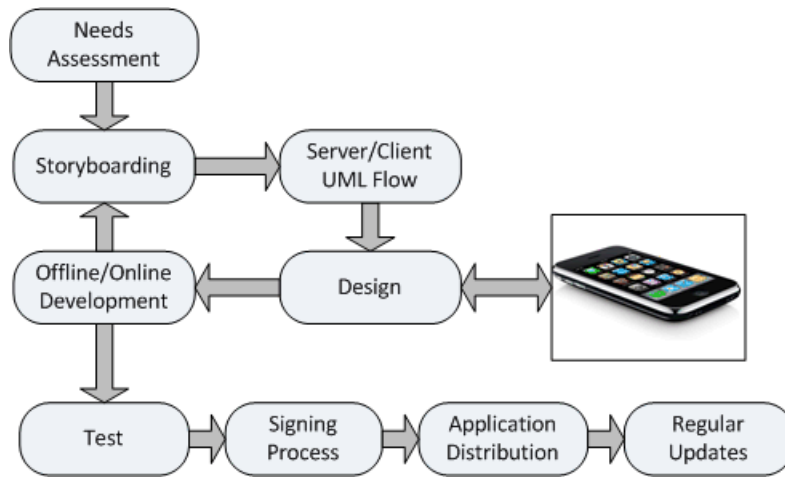 Needs
Assessment
Storyboarding
Server/Client
UML Flow
Offline/Online
Development
Design
Test
Signing
Process
Application
Distribution
Regular
Updates